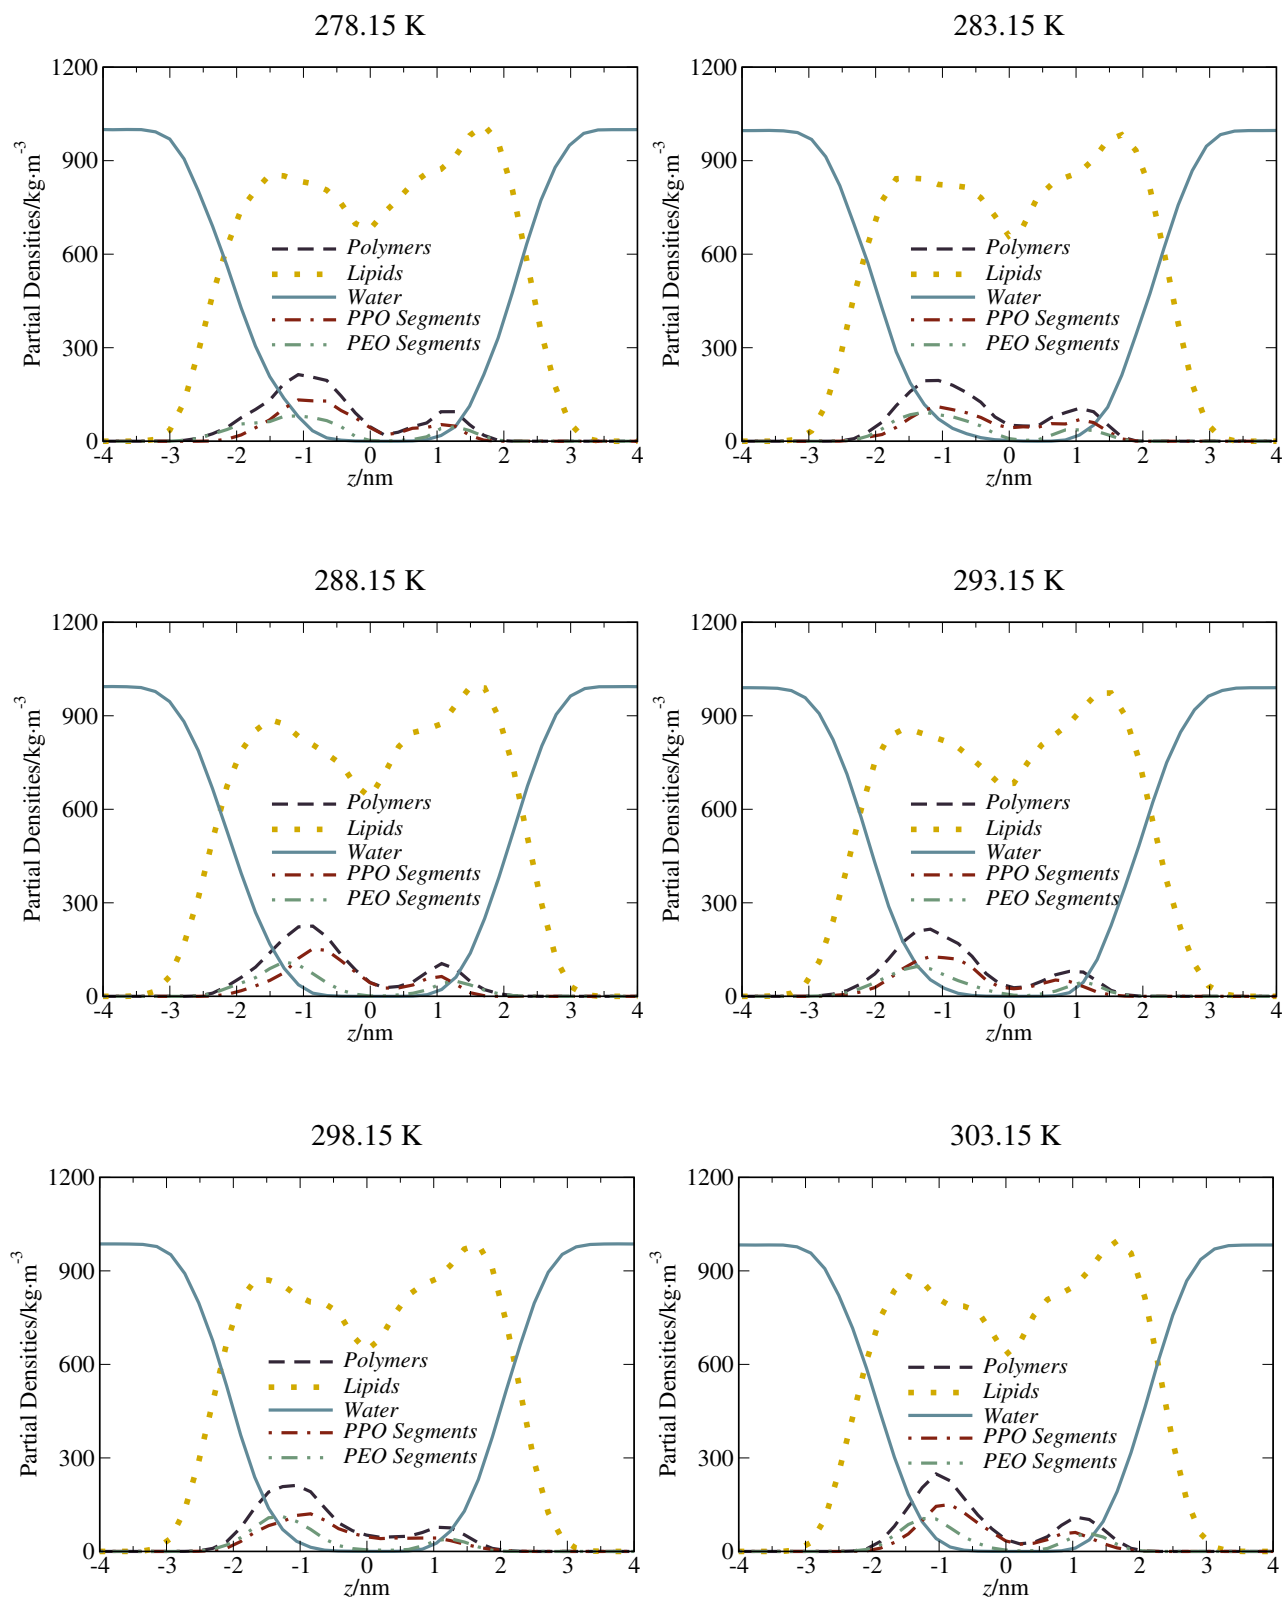 278.15 K
1200
900
600
300
0
Partial Densities/kg·m⁻³
Polymers
Lipids
Water
PPO Segments
PEO Segments
-4 -3 -2 -1 0 1 2 3 4
z/nm
283.15 K
1200
900
600
300
0
Partial Densities/kg·m⁻³
Polymers
Lipids
Water
PPO Segments
PEO Segments
-4 -3 -2 -1 0 1 2 3 4
z/nm
288.15 K
1200
900
600
300
0
Partial Densities/kg·m⁻³
Polymers
Lipids
Water
PPO Segments
PEO Segments
-4 -3 -2 -1 0 1 2 3 4
z/nm
293.15 K
1200
900
600
300
0
Partial Densities/kg·m⁻³
Polymers
Lipids
Water
PPO Segments
PEO Segments
-4 -3 -2 -1 0 1 2 3 4
z/nm
298.15 K
1200
900
600
300
0
Partial Densities/kg·m⁻³
Polymers
Lipids
Water
PPO Segments
PEO Segments
-4 -3 -2 -1 0 1 2 3 4
z/nm
303.15 K
1200
900
600
300
0
Partial Densities/kg·m⁻³
Polymers
Lipids
Water
PPO Segments
PEO Segments
-4 -3 -2 -1 0 1 2 3 4
z/nm